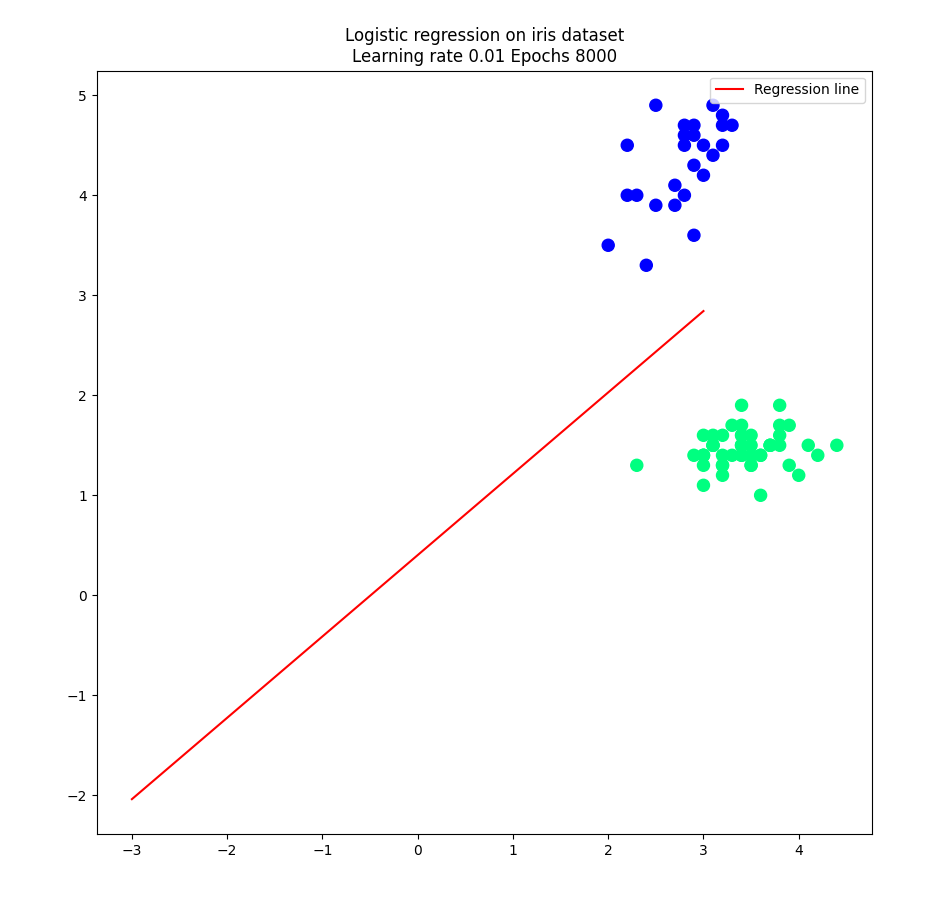 Logistic regression on iris dataset
Learning rate 0.01 Epochs 8000
Regression line
5
4
3
2
1
0
−1
−2
−3 −2 −1 0 1 2 3 4